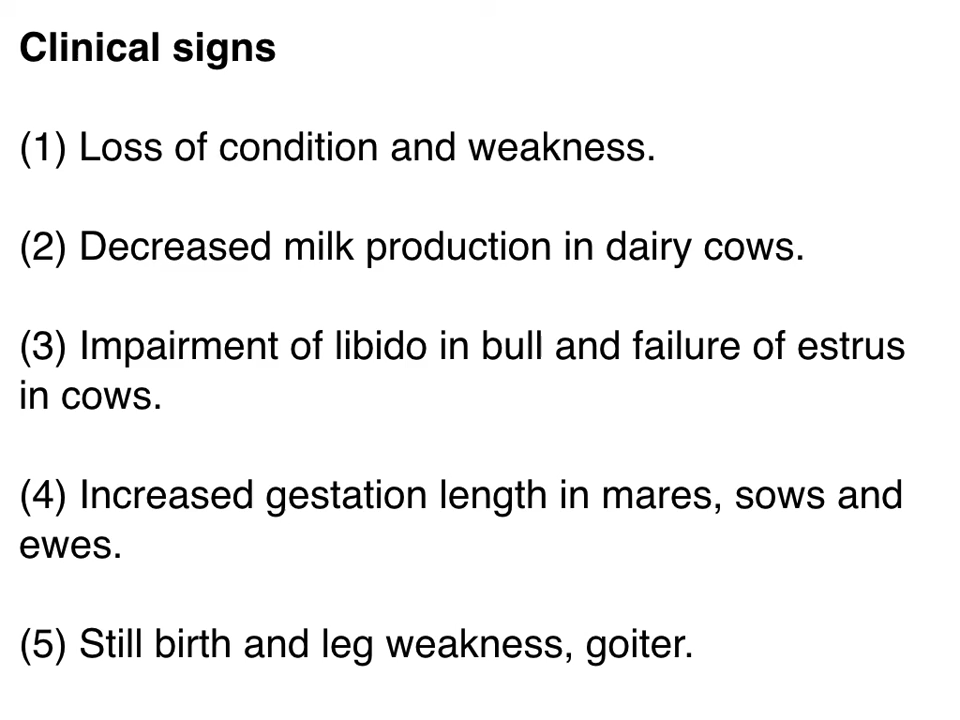 Clinical signs
(1) Loss of condition and weakness.
(2) Decreased milk production in dairy cows.
(3) Impairment of libido in bull and failure of estrus
in cows.
(4) Increased gestation length in mares, sows and
ewes.
(5) Still birth and leg weakness, goiter.